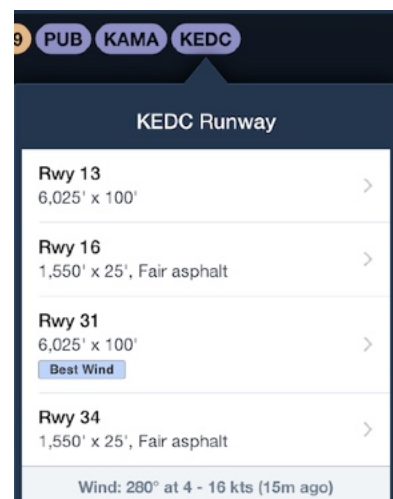 9 PUB KAMA KEDC
KEDC Runway
Rwy 13
6,025' x 100'
Rwy 16
1,550' x 25', Fair asphalt
Rwy 31
6,025' x 100'
Best Wind
Rwy 34
1,550' x 25', Fair asphalt
Wind: 280° at 4 - 16 kts (15m ago)